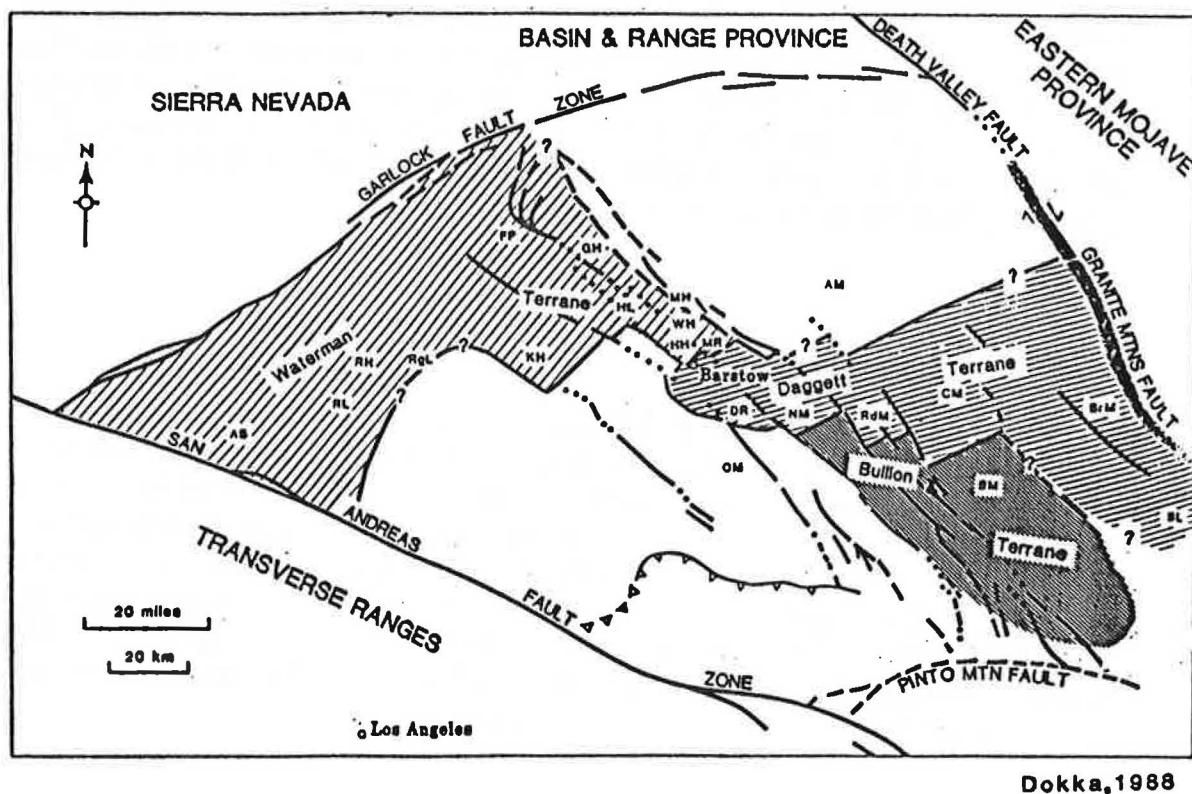 BASIN & RANGE PROVINCE
DEATH VALLEY FAULT
EASTERN MOJAVE
PROVINCE
SIERRA NEVADA
GARLOCK FAULT ZONE
N
?
FP
GH
AM
MH
GRANITE MTNS FAULT
?
HL
Terrane
WH
HH
MR
?
Terrane
Waterman
RH
RgL
?
KH
Barstow
Daggett
CM
BrM
RL
?
DR
NM
RdM
AB
OM
Bullion
BM
?
SAN ANDREAS FAULT ZONE
BL
?
Terrane
TRANSVERSE RANGES
20 miles
20 km
PINTO MTN FAULT
Los Angeles
Dokka, 1988